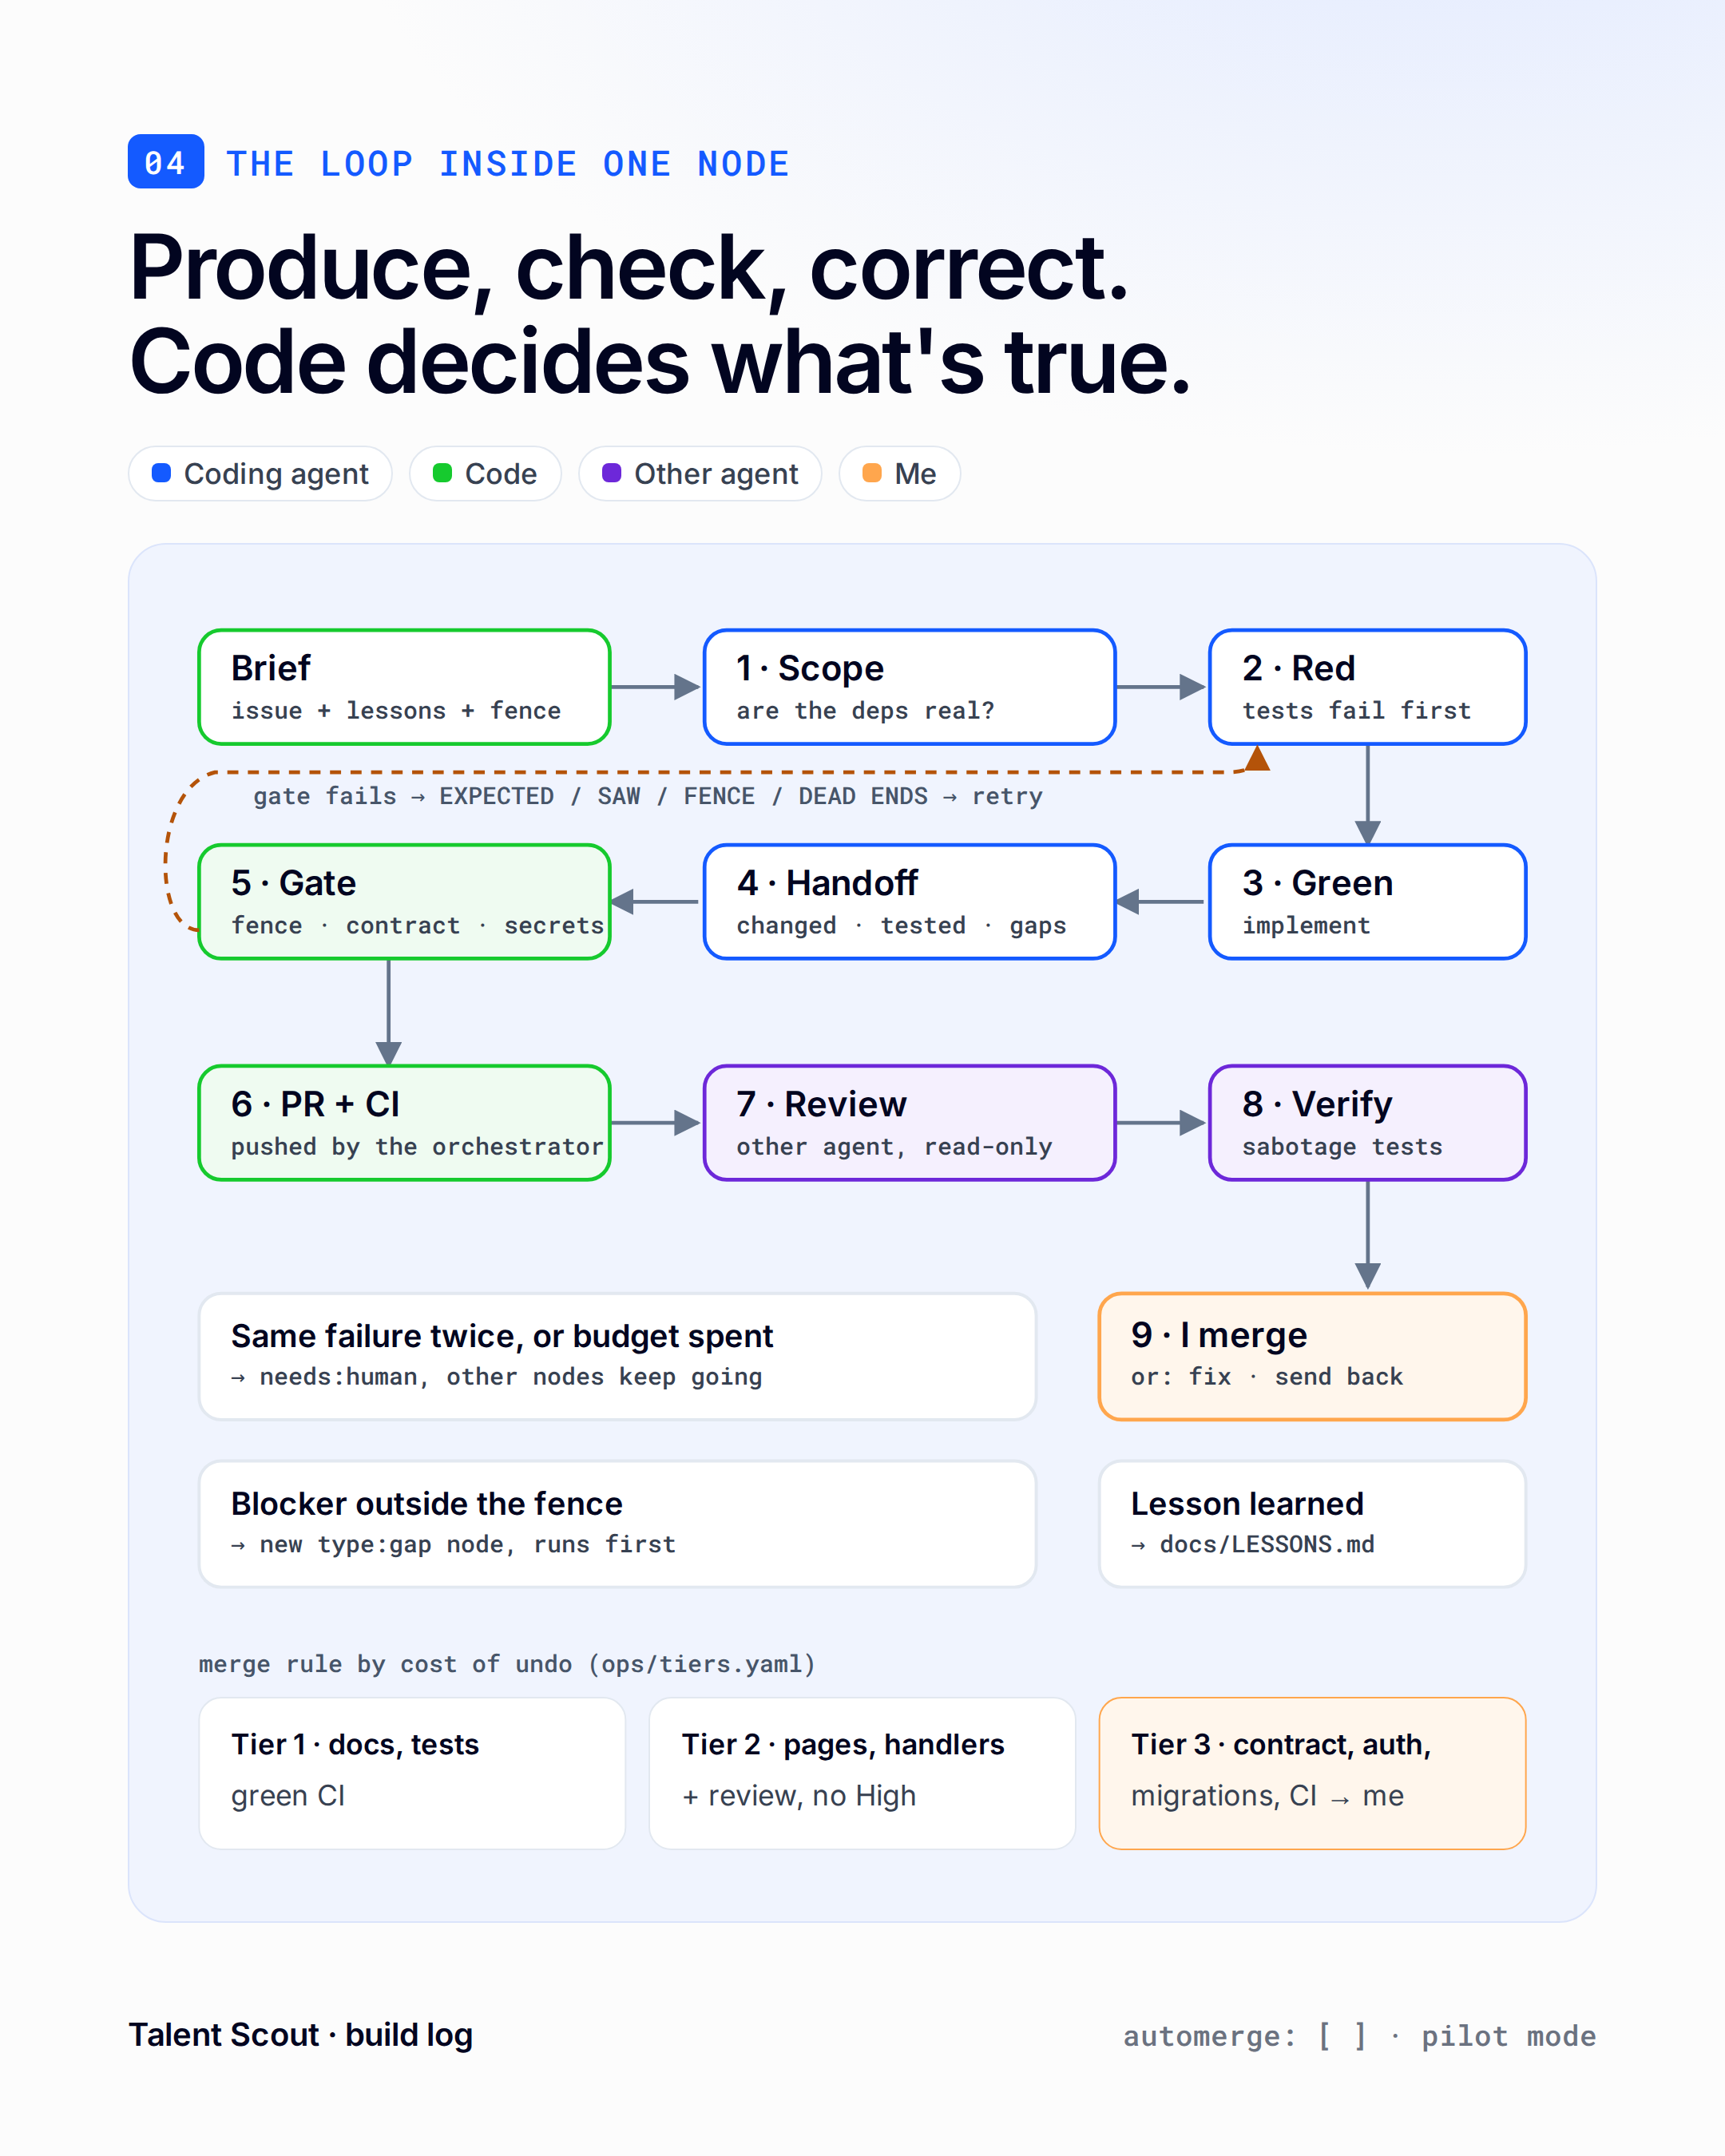 04 THE LOOP INSIDE ONE NODE
Produce, check, correct.
Code decides what's true.
Coding agent
Code
Other agent
Me
Brief
issue + lessons + fence
1 · Scope
are the deps real?
2 · Red
tests fail first
gate fails → EXPECTED / SAW / FENCE / DEAD ENDS → retry
5 · Gate
fence · contract · secrets
4 · Handoff
changed · tested · gaps
3 · Green
implement
6 · PR + CI
pushed by the orchestrator
7 · Review
other agent, read-only
8 · Verify
sabotage tests
Same failure twice, or budget spent
→ needs:human, other nodes keep going
9 · I merge
or: fix · send back
Blocker outside the fence
→ new type:gap node, runs first
Lesson learned
→ docs/LESSONS.md
merge rule by cost of undo (ops/tiers.yaml)
Tier 1 · docs, tests
green CI
Tier 2 · pages, handlers
+ review, no High
Tier 3 · contract, auth,
migrations, CI → me
Talent Scout · build log
automerge: [ ] · pilot mode